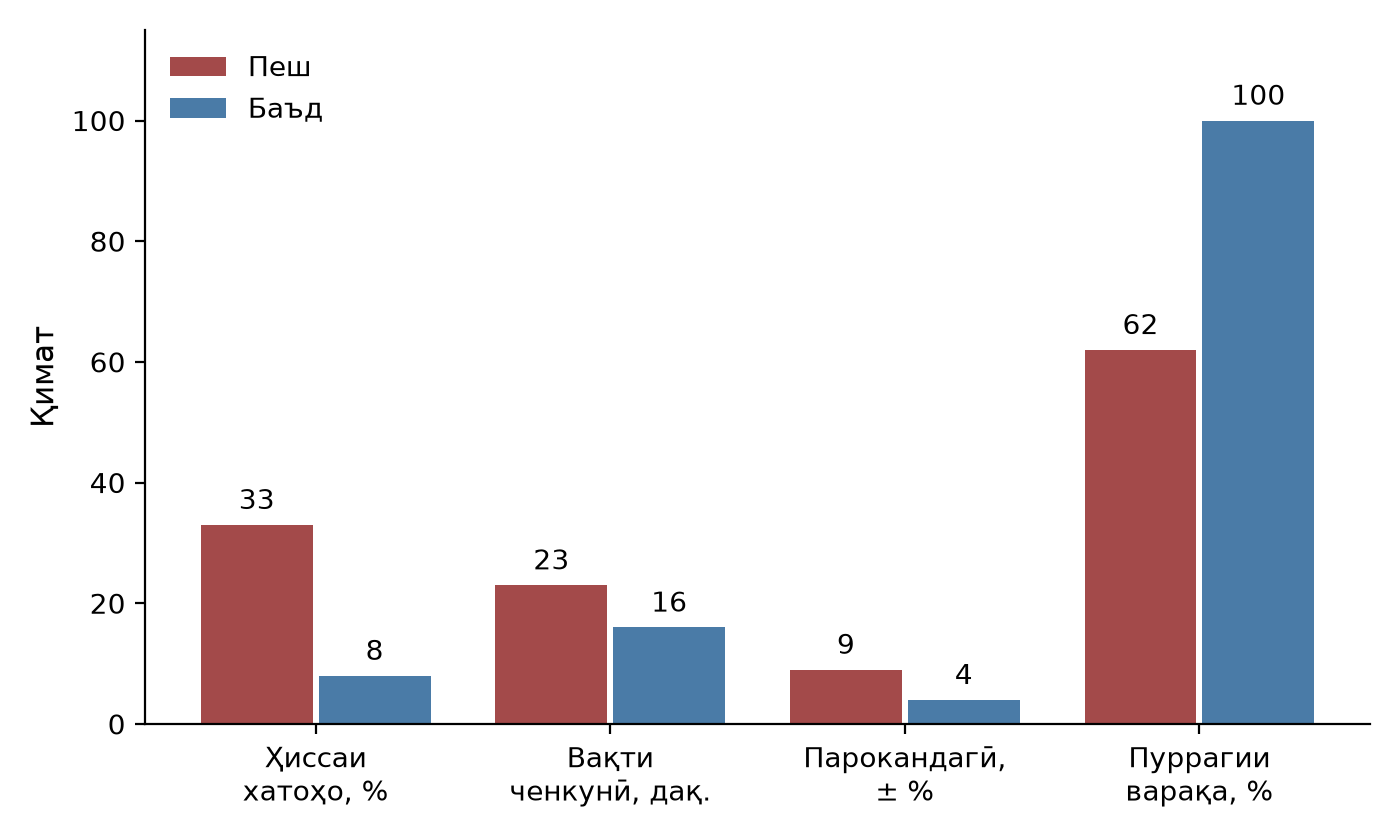 Пеш
Баъд
100
80
60
40
20
0
Қимат
33
8
23
16
9
4
62
100
Ҳиссаи
хатоҳо, %
Вақти
ченкунӣ, дақ.
Парокандагӣ,
± %
Пуррагии
варақа, %